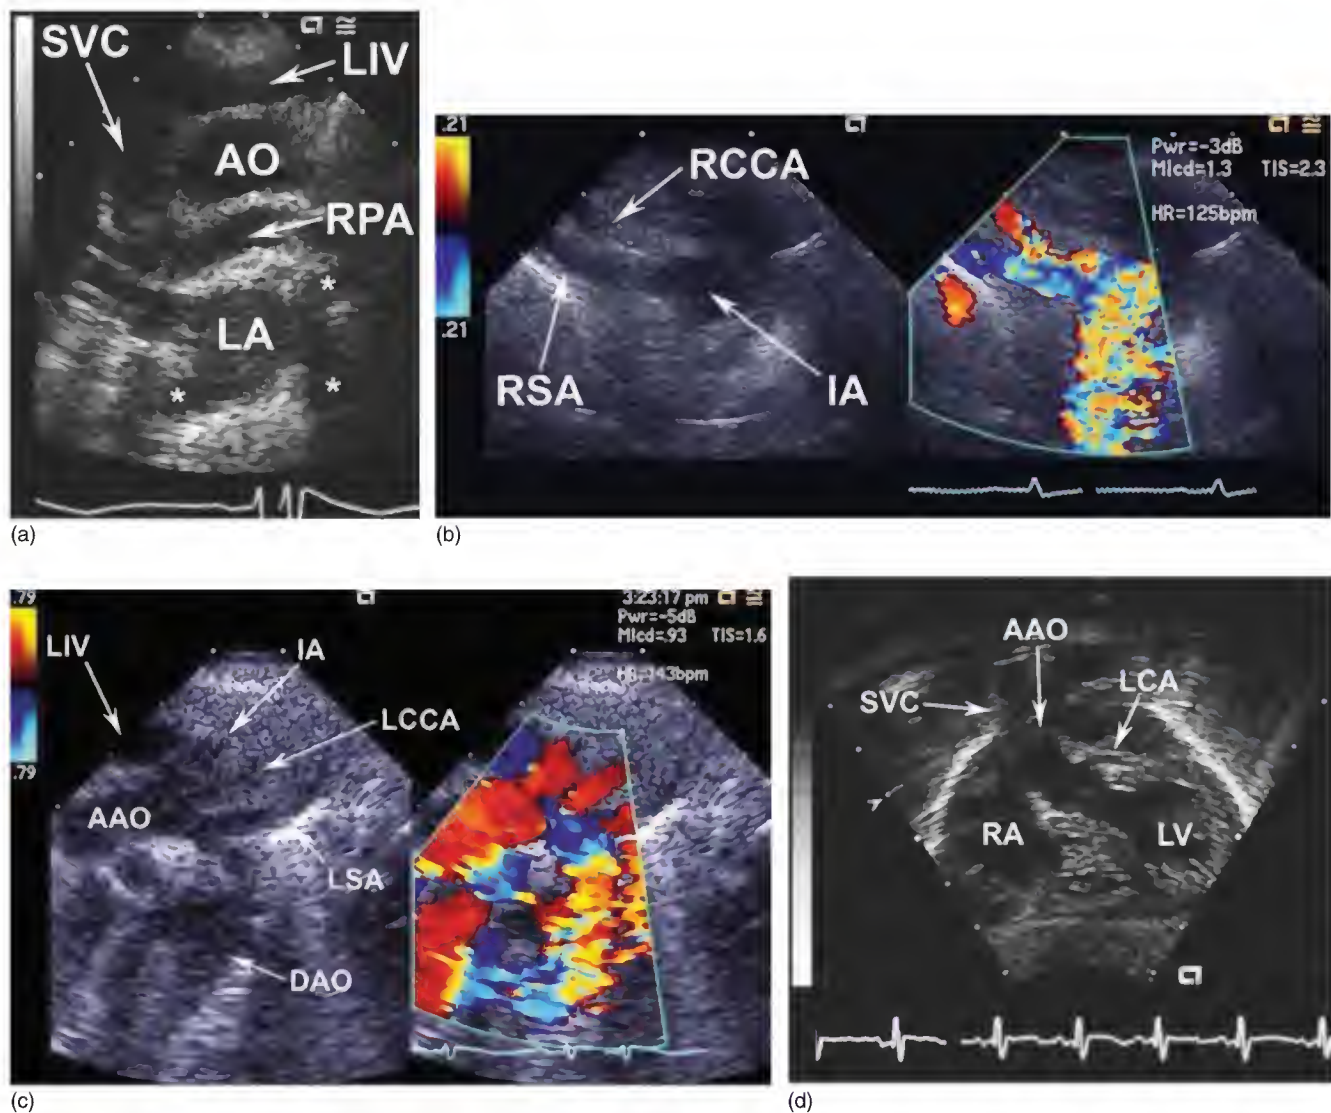 SVC
LIV
AO
RPA
*
LA
*
*
(a)
.21
.21
RCCA
RSA
IA
Pwr=-3dB
MIcd=1.3 TIS=2.3
HR=125bpm
(b)
.79
.79
LIV
IA
LCCA
AAO
LSA
DAO
3:23:17 pm
Pwr=-5dB
MIcd=.93 TIS=1.6
HR=143bpm
(c)
AAO
LCA
SVC
RA
LV
(d)